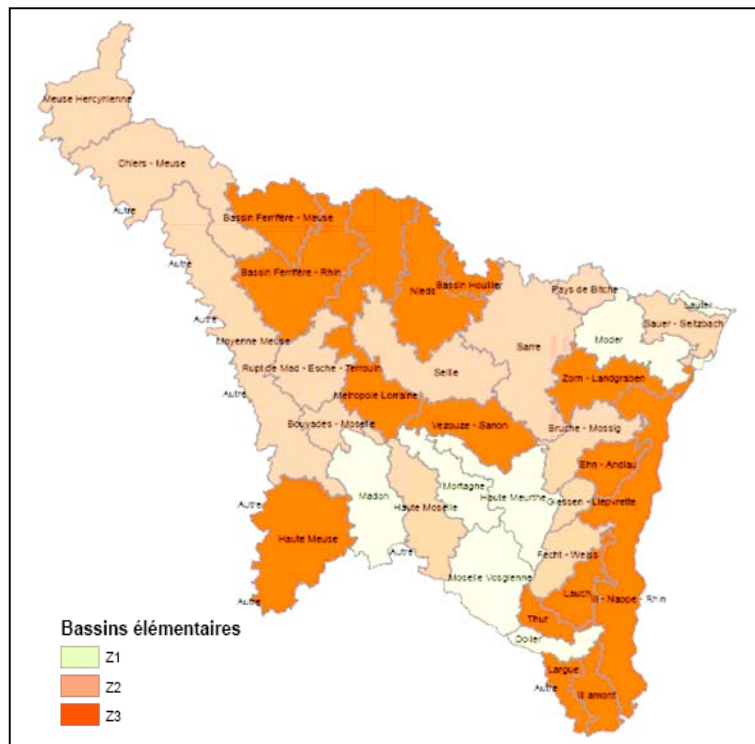 Meuse Hercynienne
Chiers - Meuse
Autre
Bassin Ferrifère - Meuse
Autre
Bassin Ferrifère - Rhin
Bassin Houiller
Nieds
Pays de Bitche
Lauter
Sauer - Seltzbach
Autre
Moyenne Meuse
Moder
Sarre
Rupt de Mad - Esche - Terrouin
Seille
Zorn - Landgraben
Autre
Métropole Lorraine
Vezouze - Sanon
Bouvades - Moselle
Bruche - Mossig
Ehn - Andlau
Mortagne
Madon
Haute Meurthe
Giessen - Liepvrette
Autre
Haute Moselle
Haute Meuse
Autre
Fecht - Weiss
Moselle Vosgienne
Lauch
Ill - Nappe - Rhin
Autre
Thur
Doller
Largue
Autre
Ill amont
Bassins élémentaires
Z1
Z2
Z3